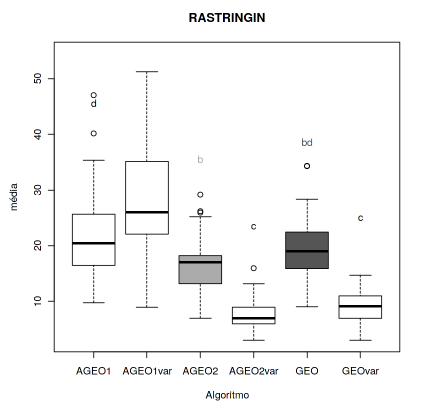 RASTRINGIN
média
50
40
30
20
10
d
b
c
bd
c
AGEO1 AGEO1var AGEO2 AGEO2var GEO GEOvar
Algoritmo